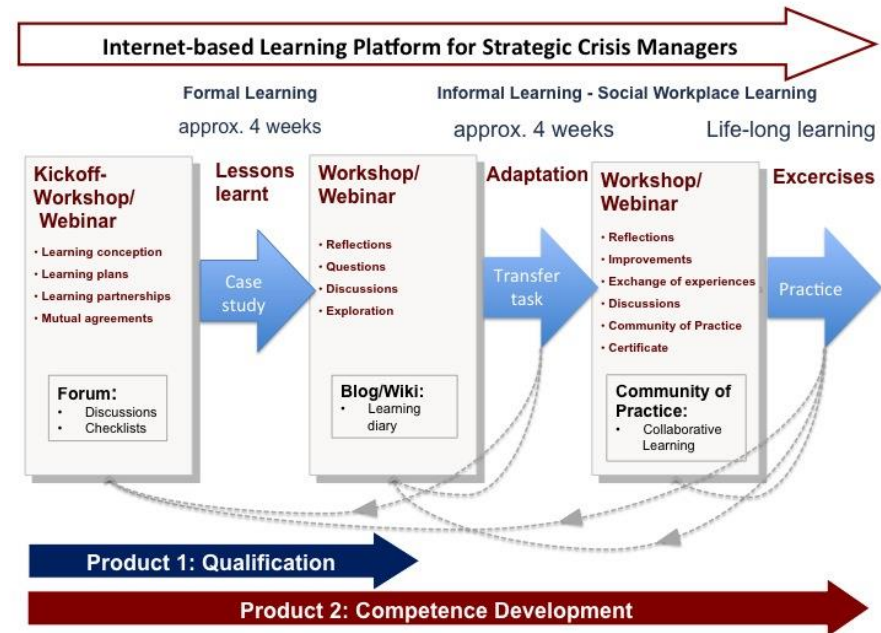 Internet-based Learning Platform for Strategic Crisis Managers
Formal Learning
approx. 4 weeks
Informal Learning - Social Workplace Learning
approx. 4 weeks
Life-long learning
Kickoff-
Workshop/
Webinar
• Learning conception
• Learning plans
• Learning partnerships
• Mutual agreements
Forum:
• Discussions
• Checklists
Lessons
learnt
Case
study
Workshop/
Webinar
• Reflections
• Questions
• Discussions
• Exploration
Blog/Wiki:
• Learning
diary
Adaptation
Transfer
task
Workshop/
Webinar
• Reflections
• Improvements
• Exchange of experiences
• Discussions
• Community of Practice
• Certificate
Community of
Practice:
• Collaborative
Learning
Excercises
Practice
Product 1: Qualification
Product 2: Competence Development